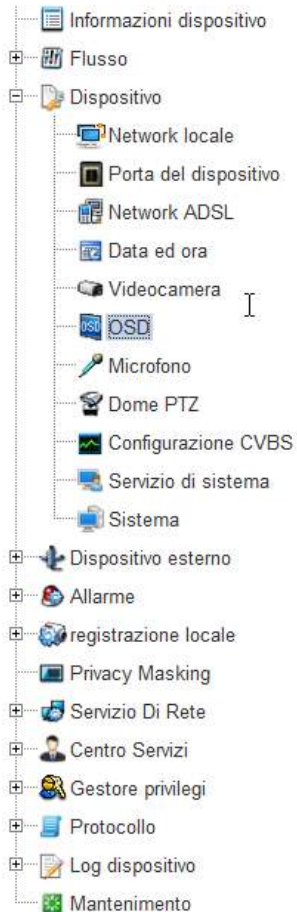 Informazioni dispositivo
Flusso
Dispositivo
Network locale
Porta del dispositivo
Network ADSL
Data ed ora
Videocamera
OSD OSD
Microfono
Dome PTZ
Configurazione CVBS
Servizio di sistema
Sistema
Dispositivo esterno
Allarme
registrazione locale
Privacy Masking
Servizio Di Rete
Centro Servizi
Gestore privilegi
Protocollo
Log dispositivo
Mantenimento